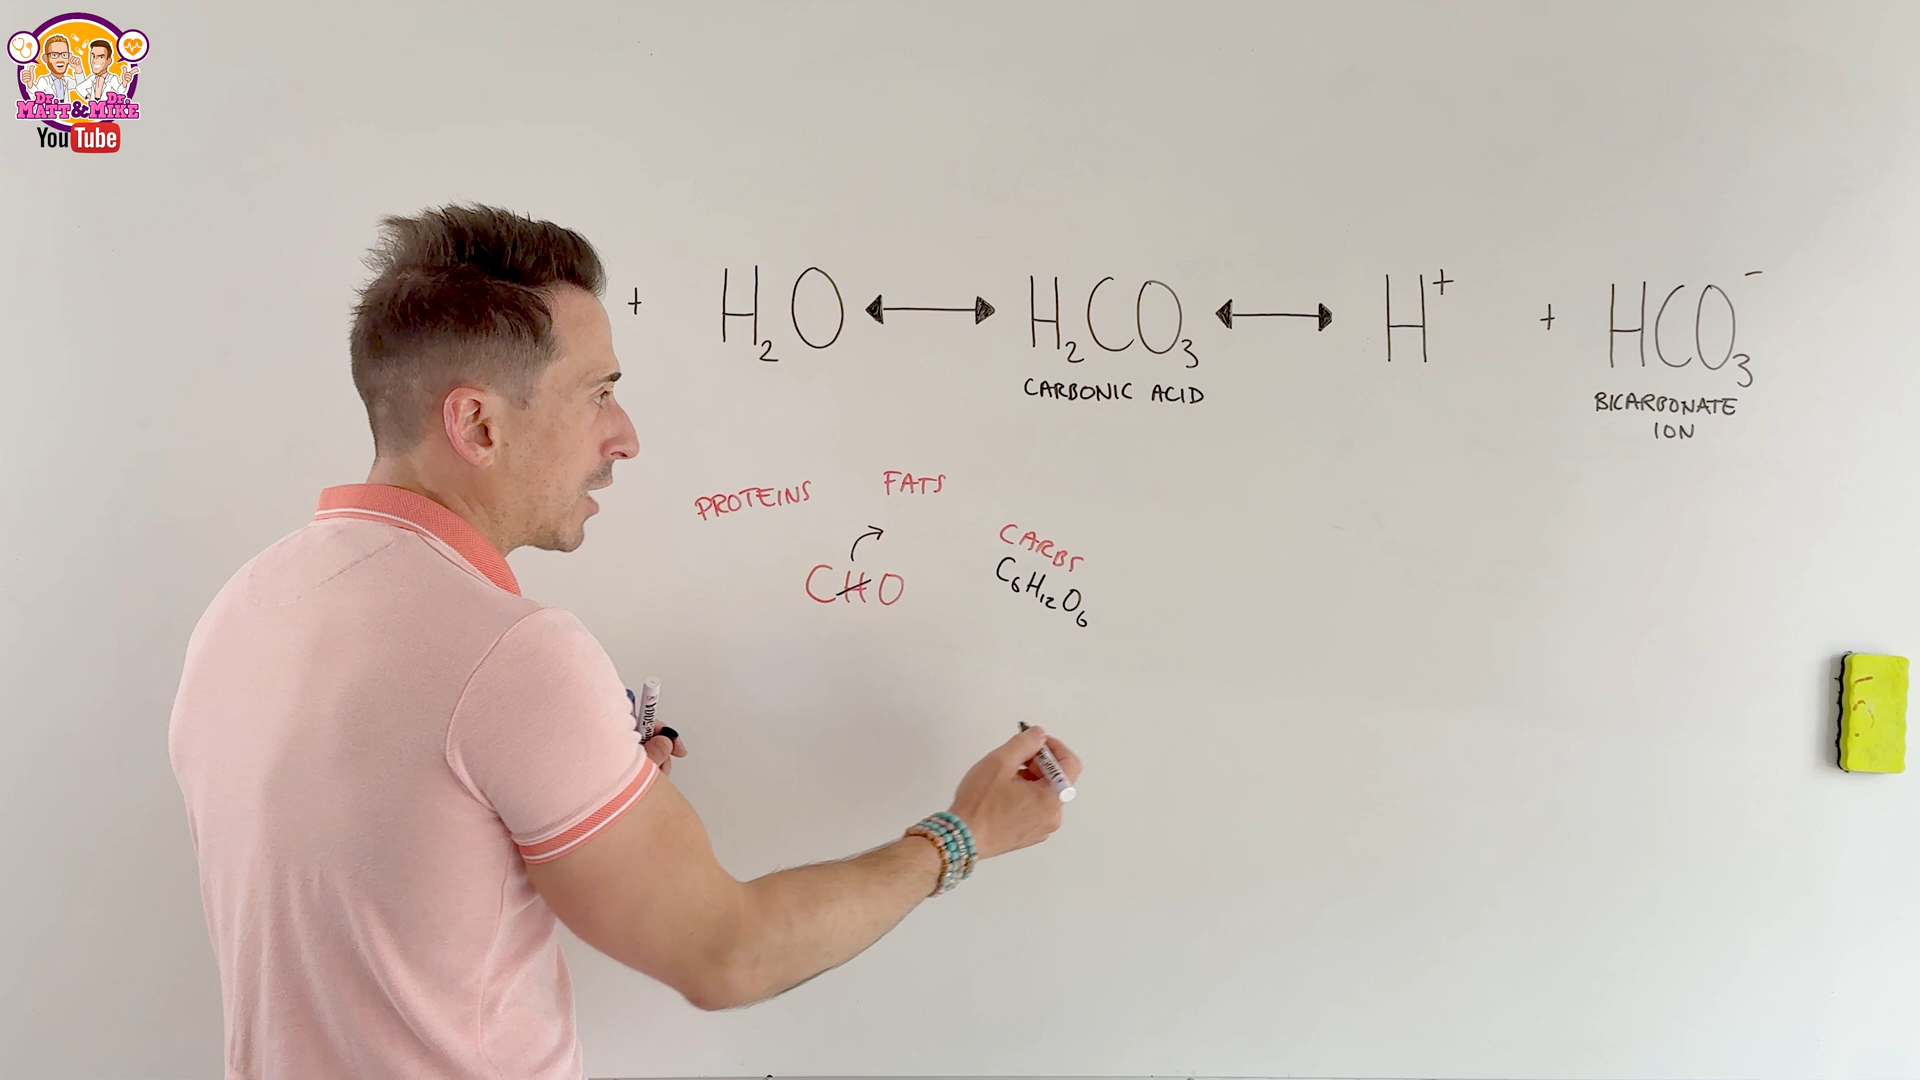 Dr. Dr.
MATT & MIKE
YouTube
+ H₂O ⟷ H₂CO₃ ⟷ H⁺ + HCO₃⁻
CARBONIC ACID
BICARBONATE
ION
PROTEINS
FATS
CARBS
C₆H₁₂O₆
CHO